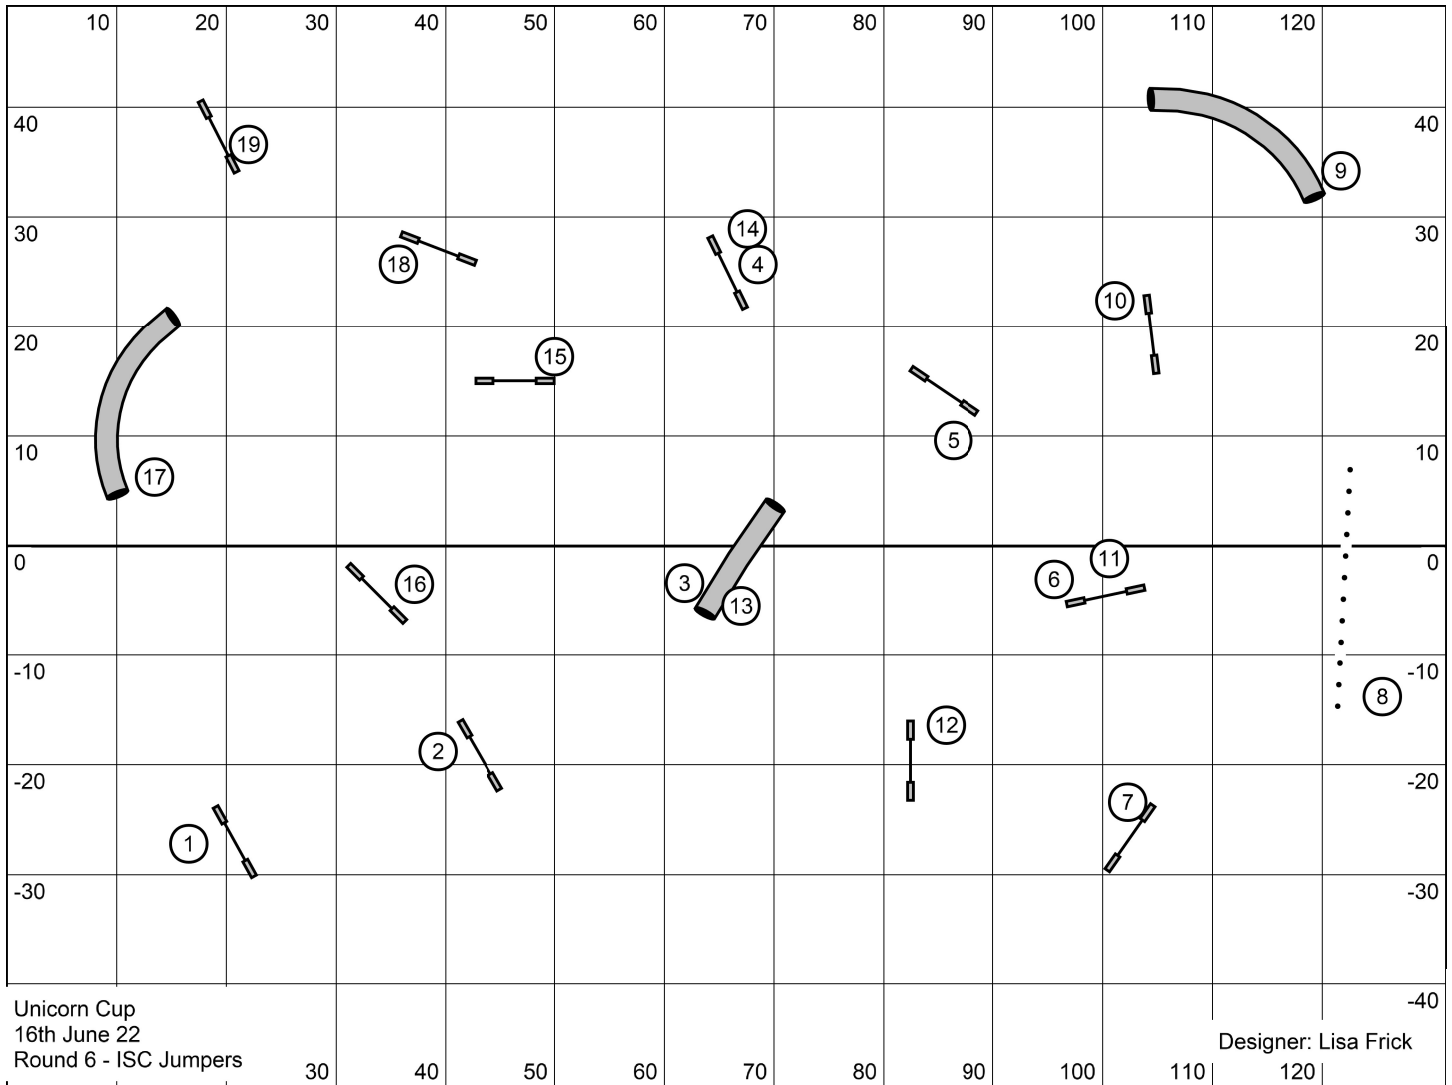 10 20 30 40 50 60 70 80 90 100 110 120
40 19 40
9
30 14 30
18 4
10
20 15 20
10 5 10
17
0 11 0
3 6
16 13
-10 -10
8
12
2
-20 -20
7
1
-30 -30
-40
Unicorn Cup
16th June 22
Round 6 - ISC Jumpers
Designer: Lisa Frick
30 40 50 60 70 80 90 100 110 120